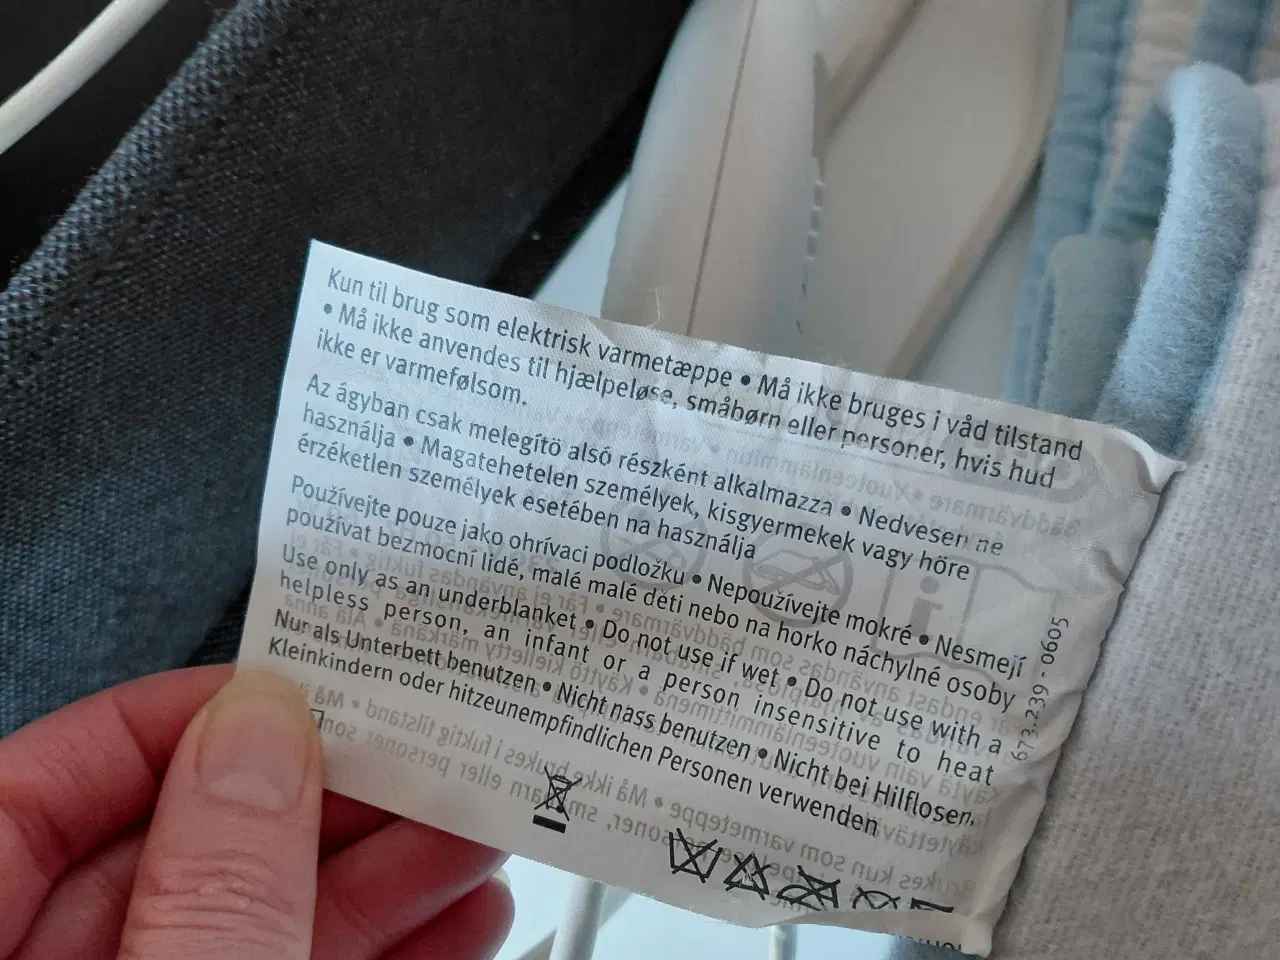 Kun til brug som elektrisk varmetæppe • Må ikke bruges i våd tilstand
• Må ikke anvendes til hjælpeløse, småbørn eller personer, hvis hud
ikke er varmefølsom.
Az ágyban csak melegítö alsó részként alkalmazza • Nedvesen ne
használja • Magatehetelen személyek, kisgyermekek vagy höre
érzéketlen személyek esetében na használja
Používejte pouze jako ohrívaci podložku • Nepoužívejte mokré • Nesmejí
používat bezmocní lidé, malé malé děti nebo na horko náchylné osoby
Use only as an underblanket • Do not use if wet • Do not use with a
helpless person, an infant or a person insensitive to heat
Nur als Unterbett benutzen • Nicht nass benutzen • Nicht bei Hilflosen,
Kleinkindern oder hitzeunempfindlichen Personen verwenden
673.239 - 0605